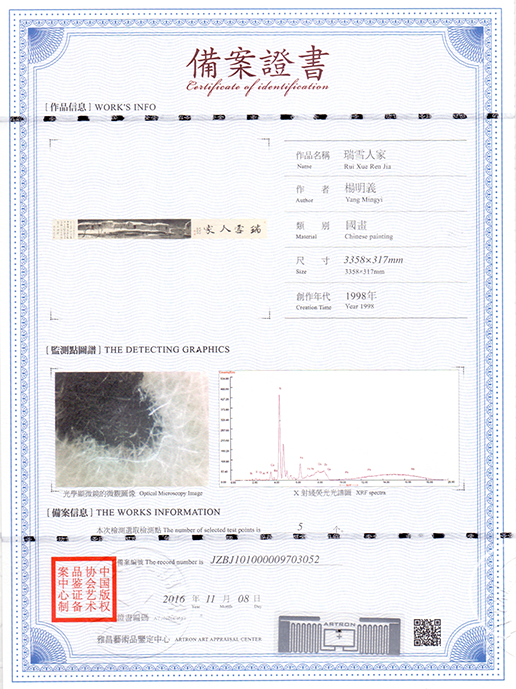 備案證書
Certificate of identification
[ 作品信息 ] WORK'S INFO
作品名稱 瑞雪人家
Name Rui Xue Ren Jia
作 者 楊明義
Author Yang Mingyi
類 別 國畫
Material Chinese painting
尺 寸 3358×317mm
Size 3358×317mm
創作年代 1998年
Creation Time Year 1998
家人雪瑞
[ 監測點圖譜 ] THE DETECTING GRAPHICS
光學顯微鏡的微觀圖像 Optical Microscopy Image
X 射綫熒光光譜圖 XRF spectra
[ 備案信息 ] THE WORKS INFORMATION
本次檢測選取檢測點 The number of selected test points is 5 个.
備案編號 The record number is JZBJ101000009703052
中国版权
协会艺术
品鉴证备
案中心制
2016 年 11 月 08 日
Year Month Day
證書編碼
雅昌藝術品鑒定中心 ARTRON ART APPRAISAL CENTER
ARTRON